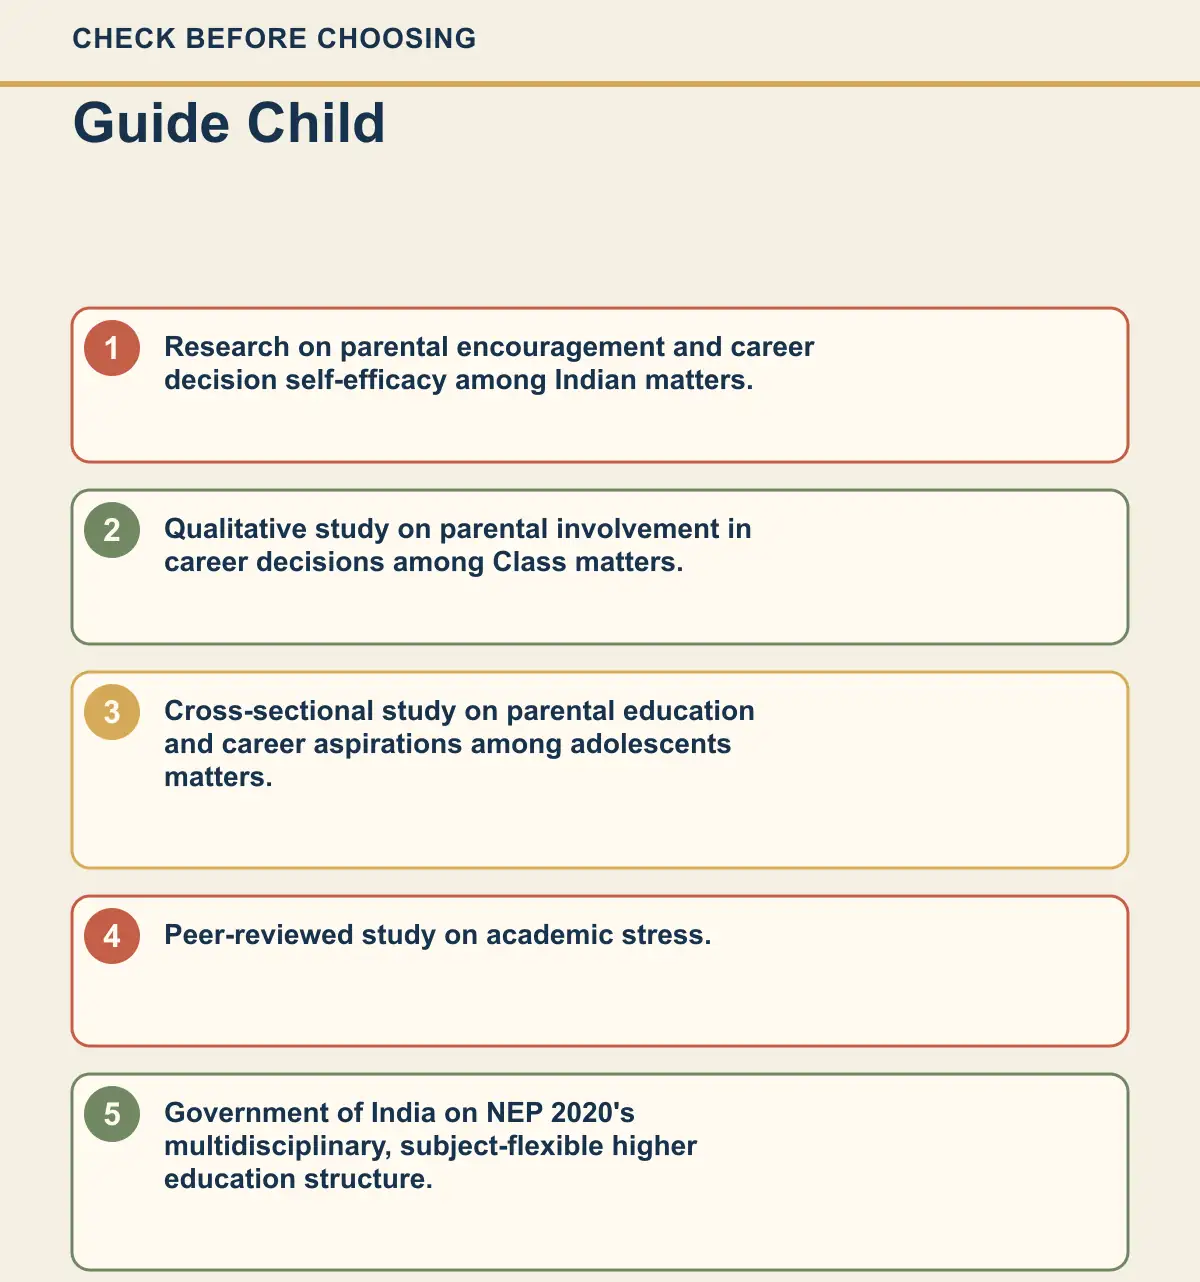 CHECK BEFORE CHOOSING
Guide Child
1
Research on parental encouragement and career
decision self-efficacy among Indian matters.
2
Qualitative study on parental involvement in
career decisions among Class matters.
3
Cross-sectional study on parental education
and career aspirations among adolescents
matters.
4
Peer-reviewed study on academic stress.
5
Government of India on NEP 2020's
multidisciplinary, subject-flexible higher
education structure.